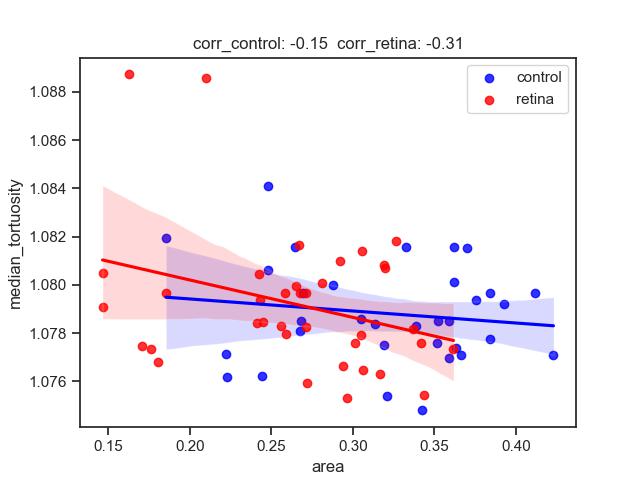 corr_control: -0.15  corr_retina: -0.31
control
retina
1.088
1.086
1.084
1.082
1.080
1.078
1.076
median_tortuosity
0.15 0.20 0.25 0.30 0.35 0.40
area